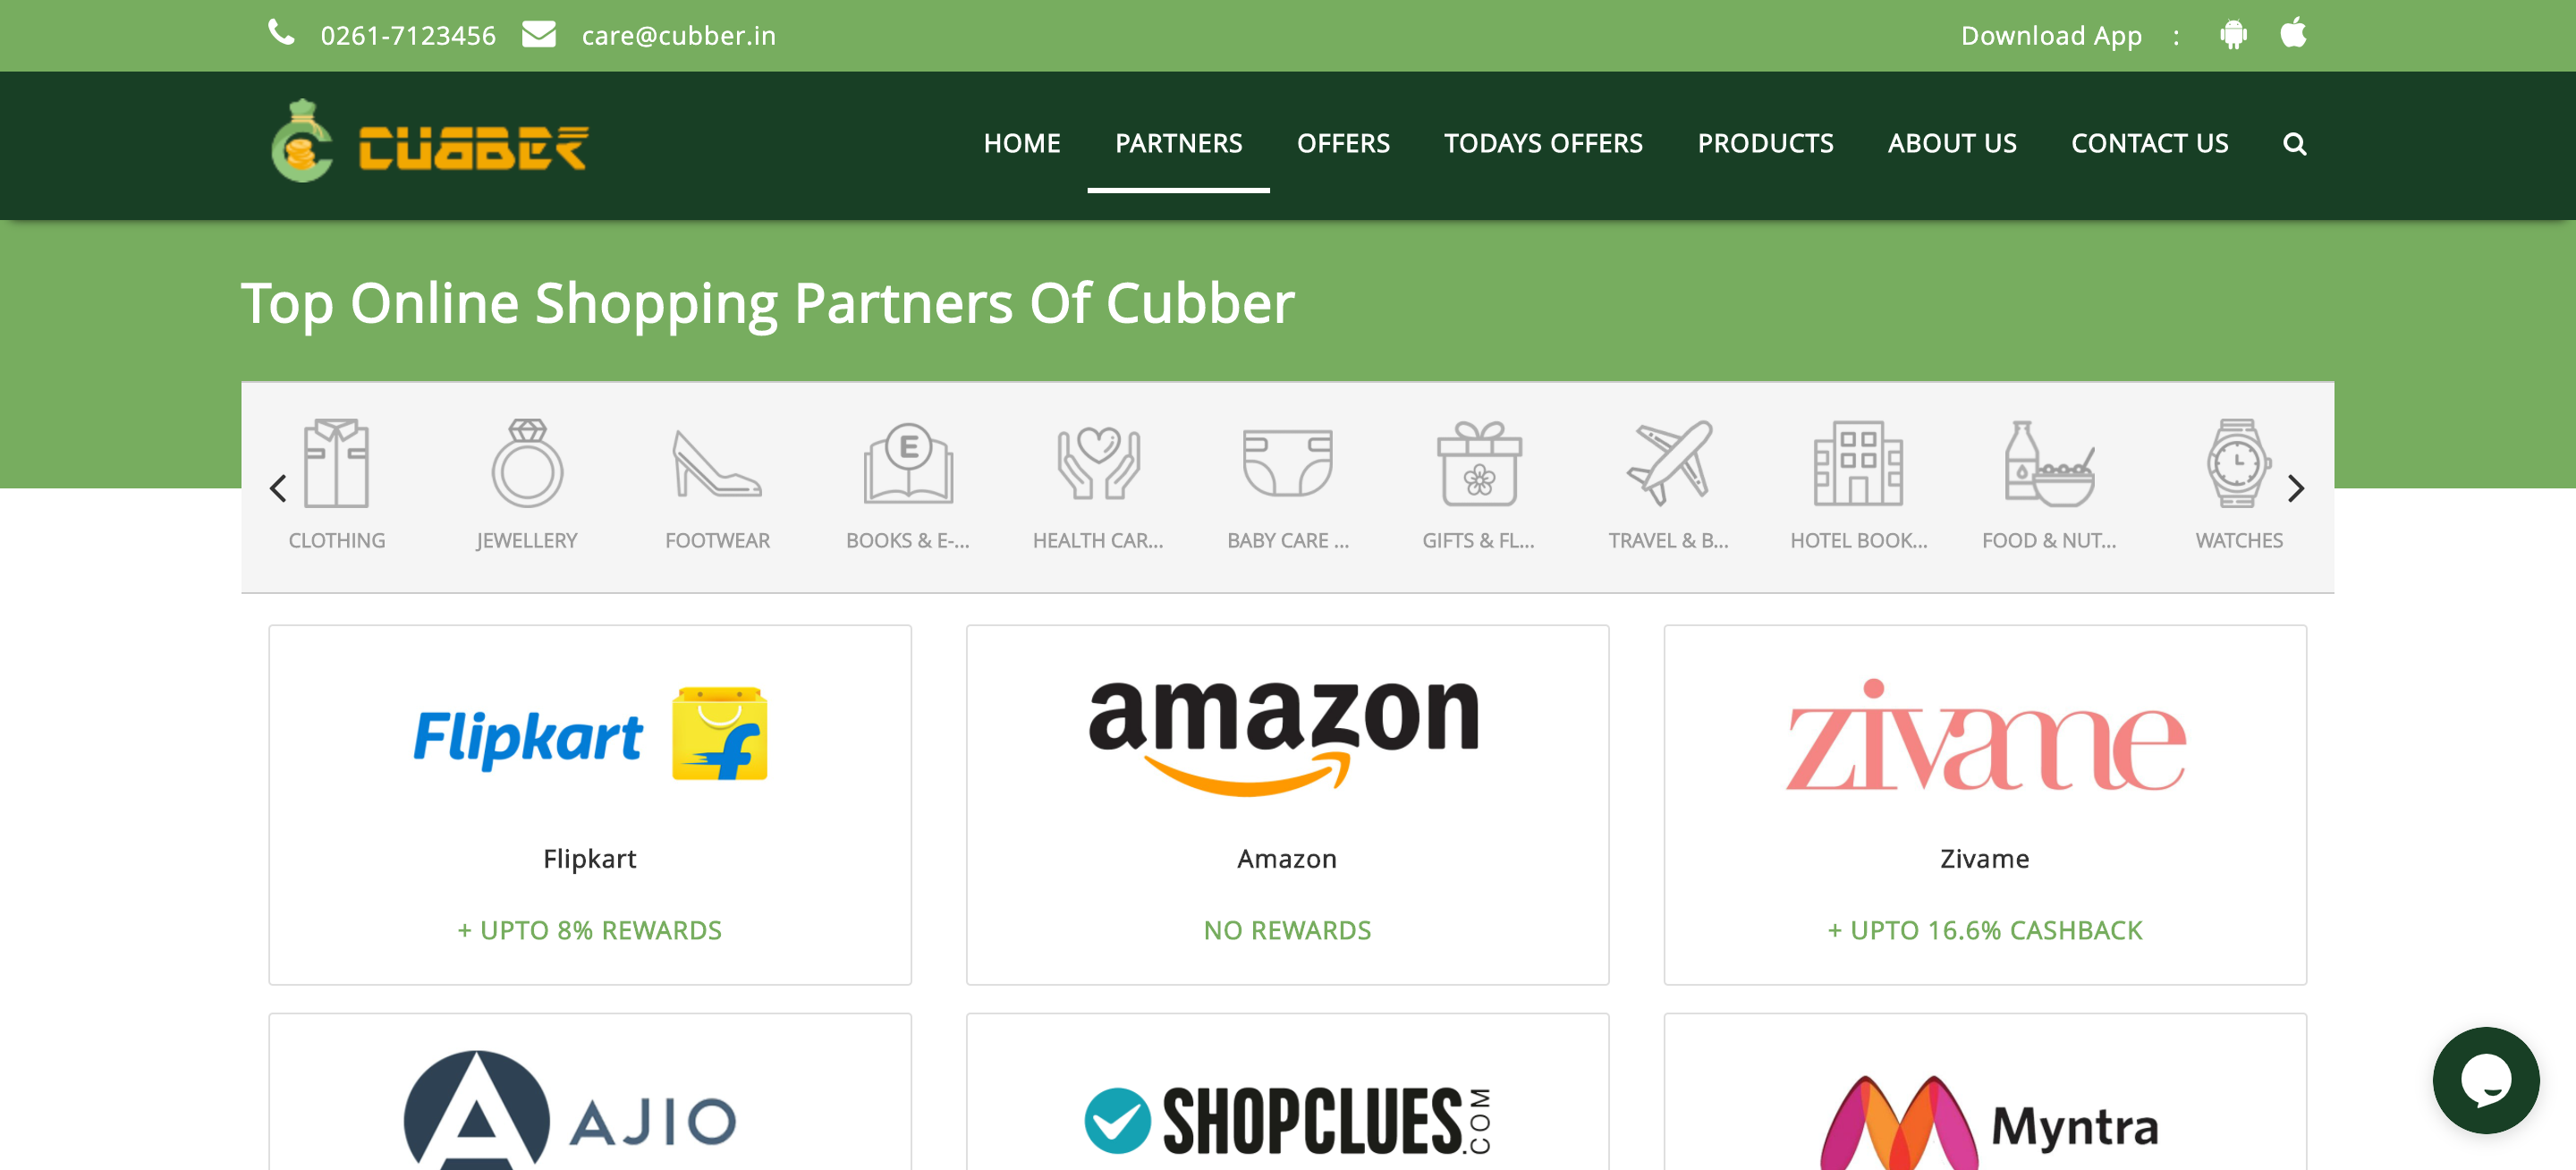 0261-7123456 care@cubber.in Download App :
CUBBER HOME PARTNERS OFFERS TODAYS OFFERS PRODUCTS ABOUT US CONTACT US
Top Online Shopping Partners Of Cubber
E
CLOTHING JEWELLERY FOOTWEAR BOOKS & E-... HEALTH CAR... BABY CARE ... GIFTS & FL... TRAVEL & B... HOTEL BOOK... FOOD & NUT... WATCHES
Flipkart f amazon zivame
Flipkart Amazon Zivame
+ UPTO 8% REWARDS NO REWARDS + UPTO 16.6% CASHBACK
A AJIO SHOPCLUES.COM Myntra